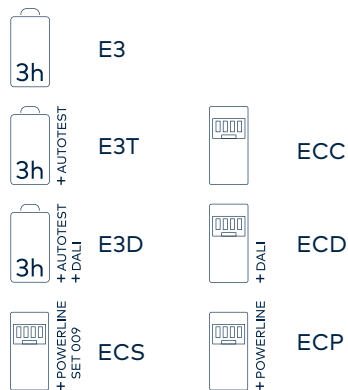 3h
E3
3h
+ AUTOTEST
E3T
ECC
3h
+ AUTOTEST
+ DALI
E3D
+ DALI
ECD
+ POWERLINE
SET 009
ECS
+ POWERLINE
ECP